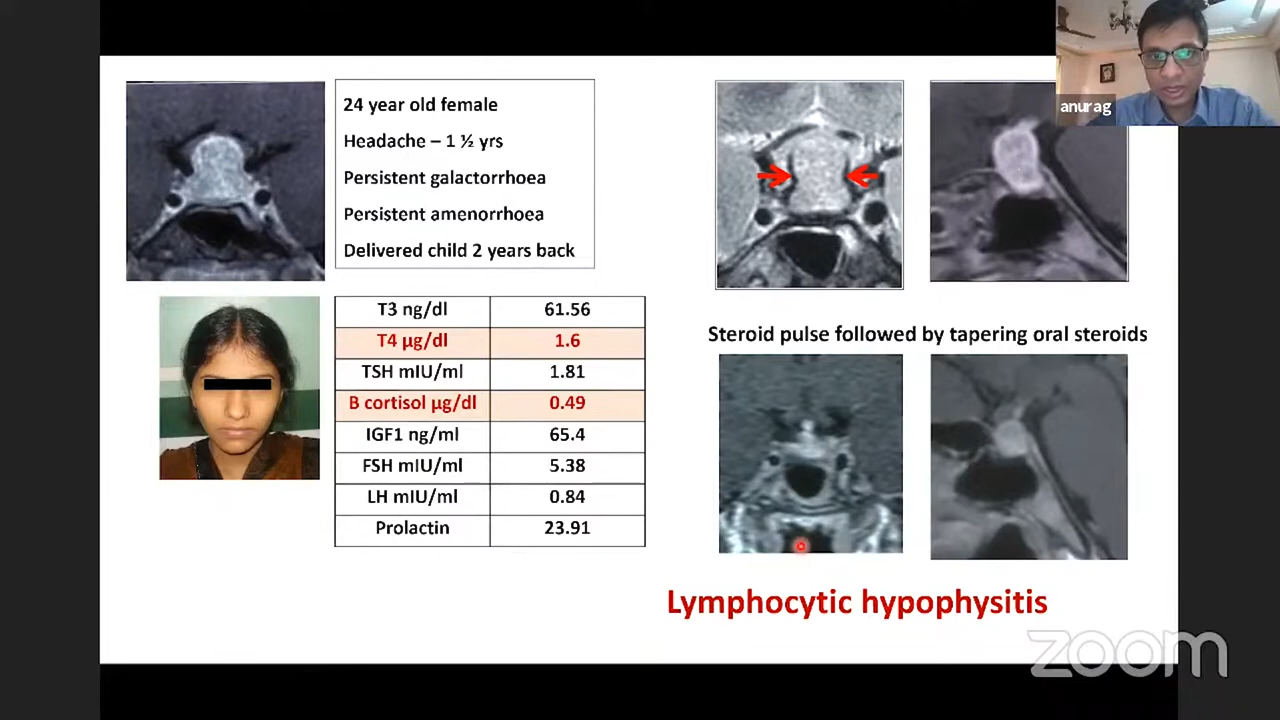 anurag
24 year old female
Headache – 1 ½ yrs
Persistent galactorrhoea
Persistent amenorrhoea
Delivered child 2 years back
T3 ng/dl 61.56
T4 µg/dl 1.6
TSH mIU/ml 1.81
B cortisol µg/dl 0.49
IGF1 ng/ml 65.4
FSH mIU/ml 5.38
LH mIU/ml 0.84
Prolactin 23.91
Steroid pulse followed by tapering oral steroids
Lymphocytic hypophysitis
zoom